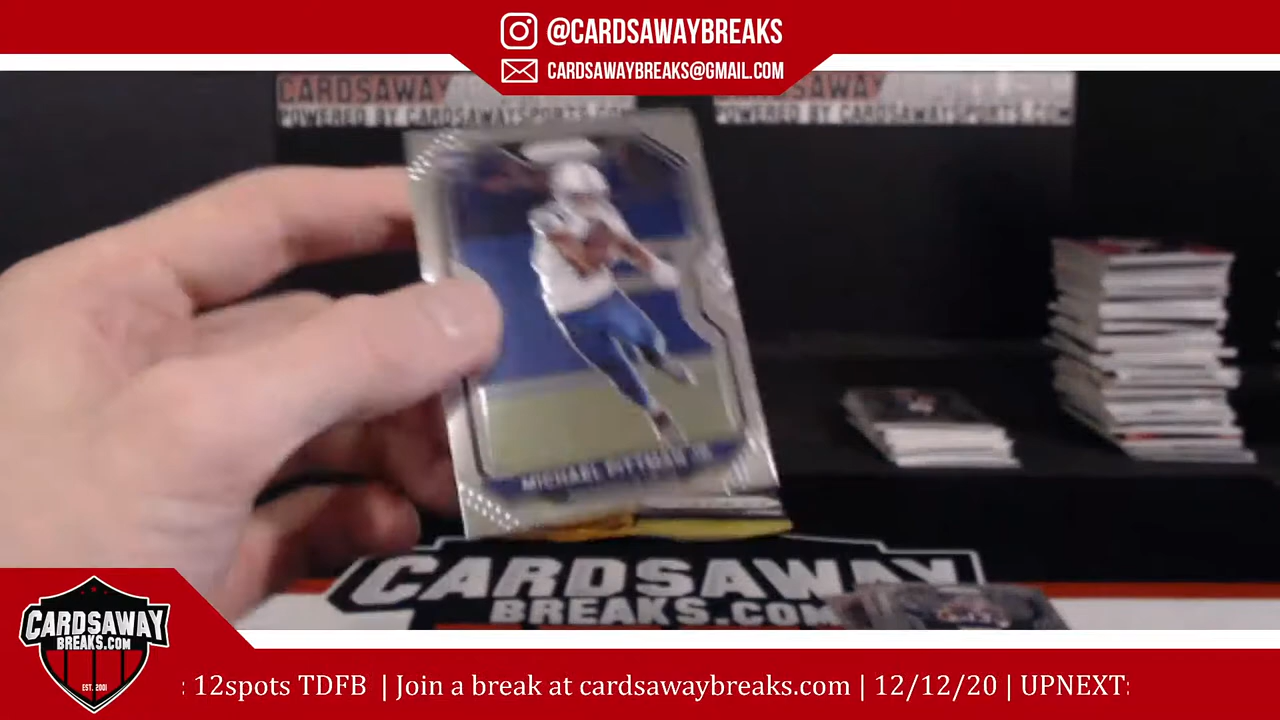 @CARDSAWAYBREAKS
CARDSAWAYBREAKS@GMAIL.COM
CARDSAWAY
POWERED BY CARDSAWAYSPORTS.COM
POWERED BY CARDSAWAYSPORTS.COM
MICHAEL PITTMAN JR.
CARDSAWAY
BREAKS.COM
CARDSAWAY
BREAKS.COM
EST. 2001
: 12spots TDFB | Join a break at cardsawaybreaks.com | 12/12/20 | UPNEXT: